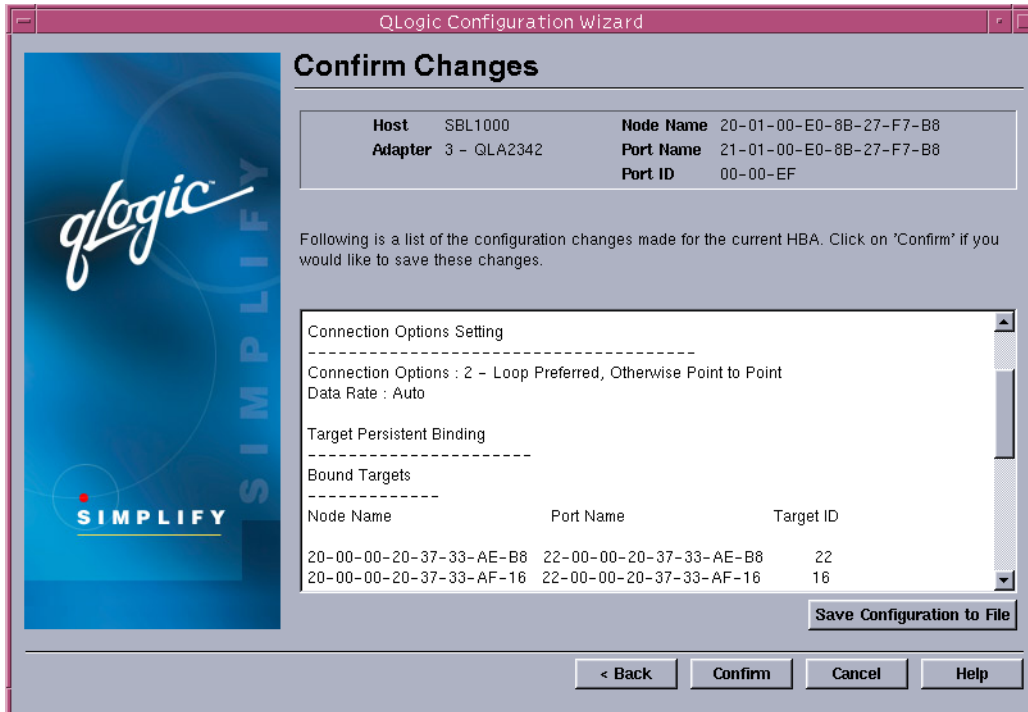 QLogic Configuration Wizard
Confirm Changes
Host SBL1000 Node Name 20-01-00-E0-8B-27-F7-B8
Adapter 3 - QLA2342 Port Name 21-01-00-E0-8B-27-F7-B8
Port ID 00-00-EF
qlogic
SIMPLIFY
SIMPLIFY
Following is a list of the configuration changes made for the current HBA. Click on 'Confirm' if you
would like to save these changes.
Connection Options Setting
--------------------------------------
Connection Options : 2 - Loop Preferred, Otherwise Point to Point
Data Rate : Auto
Target Persistent Binding
----------------------
Bound Targets
-------------
Node Name Port Name Target ID
20-00-00-20-37-33-AE-B8 22-00-00-20-37-33-AE-B8 22
20-00-00-20-37-33-AF-16 22-00-00-20-37-33-AF-16 16
Save Configuration to File
< Back Confirm Cancel Help